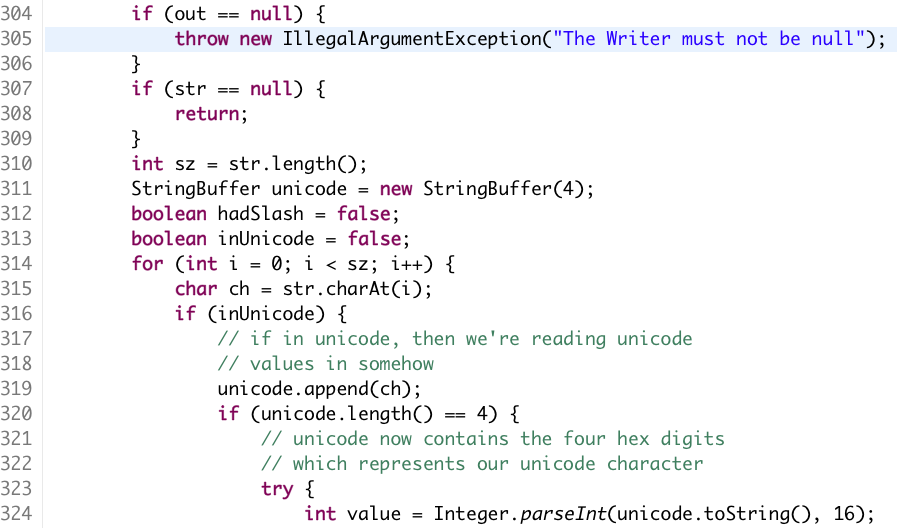 304 if (out == null) {
305 throw new IllegalArgumentException("The Writer must not be null");
306 }
307 if (str == null) {
308 return;
309 }
310 int sz = str.length();
311 StringBuffer unicode = new StringBuffer(4);
312 boolean hadSlash = false;
313 boolean inUnicode = false;
314 for (int i = 0; i < sz; i++) {
315 char ch = str.charAt(i);
316 if (inUnicode) {
317 // if in unicode, then we're reading unicode
318 // values in somehow
319 unicode.append(ch);
320 if (unicode.length() == 4) {
321 // unicode now contains the four hex digits
322 // which represents our unicode character
323 try {
324 int value = Integer.parseInt(unicode.toString(), 16);